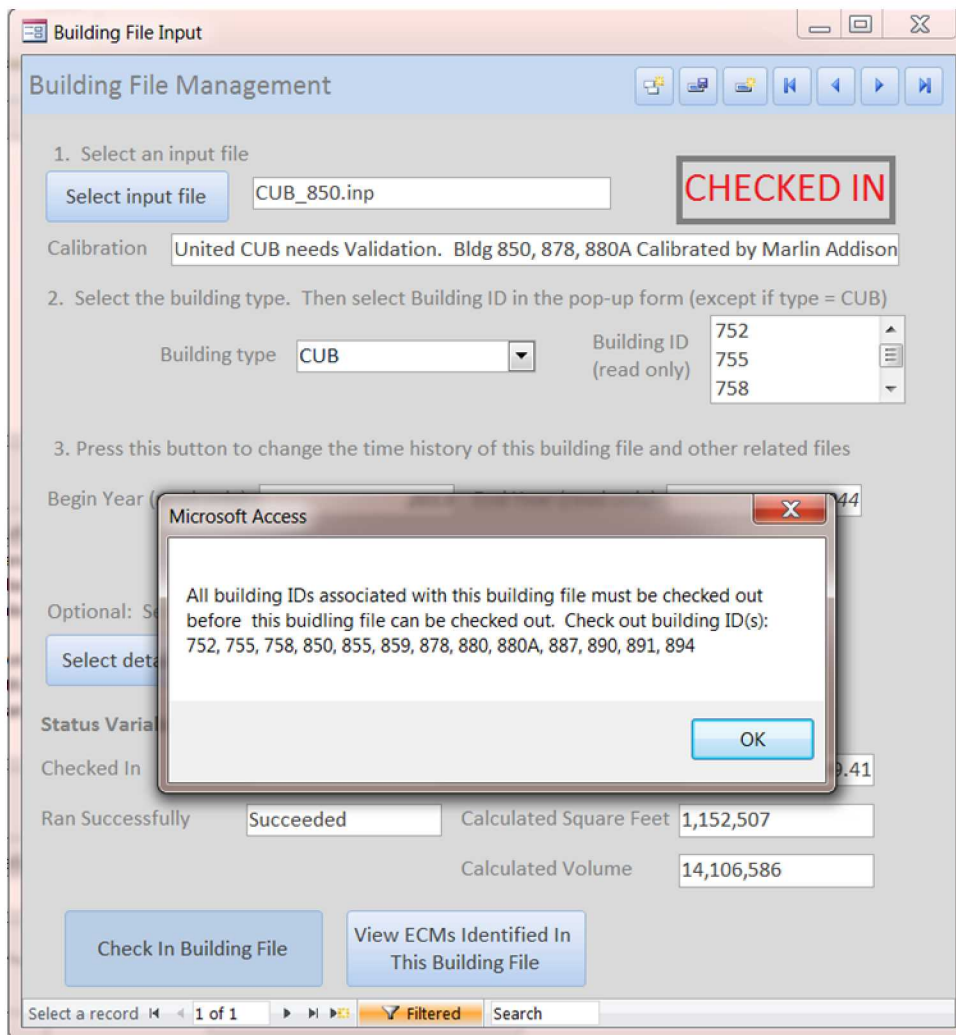 Building File Input
Building File Management
1. Select an input file
Select input file CUB_850.inp CHECKED IN
Calibration United CUB needs Validation. Bldg 850, 878, 880A Calibrated by Marlin Addison
2. Select the building type. Then select Building ID in the pop-up form (except if type = CUB)
Building type CUB Building ID (read only) 752
755
758
3. Press this button to change the time history of this building file and other related files
Begin Year 44
Microsoft Access
All building IDs associated with this building file must be checked out
before this buidling file can be checked out. Check out building ID(s):
752, 755, 758, 850, 855, 859, 878, 880, 880A, 887, 890, 891, 894
OK
Optional:
Select
Status
Checked In .41
Ran Successfully Succeeded Calculated Square Feet 1,152,507
Calculated Volume 14,106,586
Check In Building File
View ECMs Identified In
This Building File
Select a record 1 of 1 Filtered Search